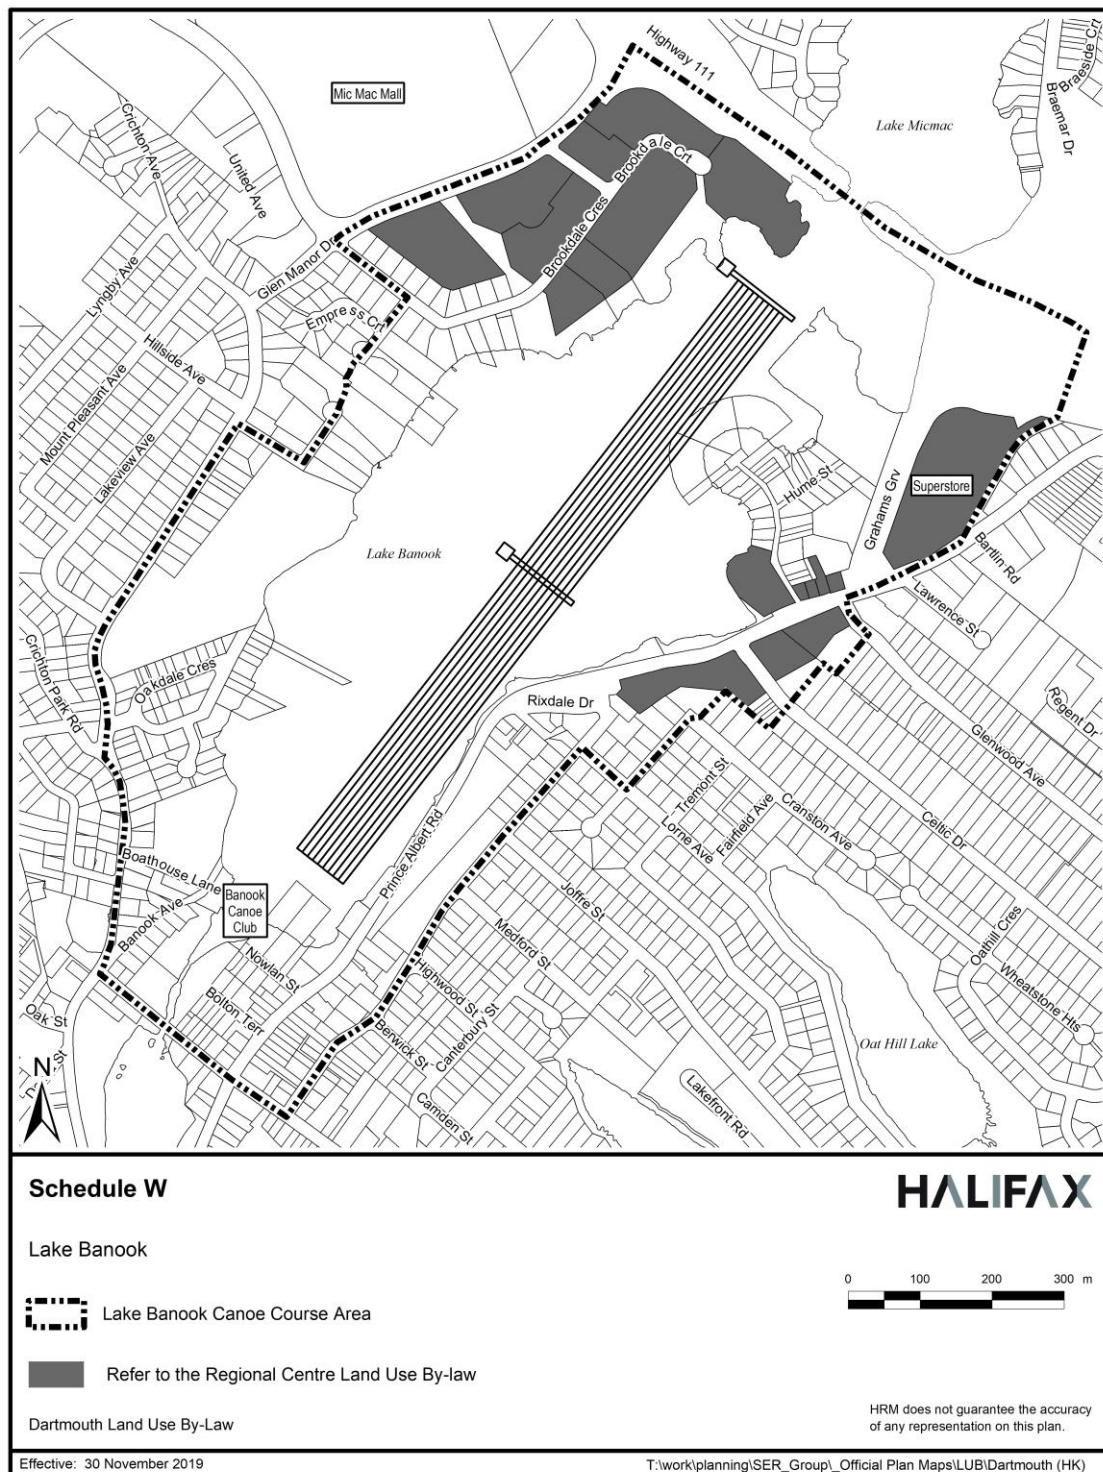 Highway 111
Mic Mac Mall
Lake Micmac
Braeside Crt
Braemar Dr
Crichton Ave
United Ave
Brookdale Crt
Brookdale Cres
Glen Manor Dr
Lyngby Ave
Empress Crt
Hillside Ave
Mount Pleasant Ave
Lakeview Ave
Hume St
Superstore
Grahams Grv
Bartlin Rd
Lake Banook
Lawrence St
Crichton Park Rd
Oakdale Cres
Rixdale Dr
Regent Dr
Glenwood Ave
Tremont St
Cranston Ave
Celtic Dr
Fairfield Ave
Lorne Ave
Prince Albert Rd
Boathouse Lane
Banook
Canoe
Club
Banook Ave
Joffre St
Medford St
Nowlan St
Oathill Cres
Highwood St
Wheatstone Hts
Bolton Terr
Canterbury St
Berwick St
Oak St
Oat Hill Lake
N
Lakefront Rd
Camden St
Schedule W
HALIFAX
Lake Banook
0 100 200 300 m
Lake Banook Canoe Course Area
Refer to the Regional Centre Land Use By-law
Dartmouth Land Use By-Law
HRM does not guarantee the accuracy
of any representation on this plan.
Effective: 30 November 2019
T:\work\planning\SER_Group\_Official Plan Maps\LUB\Dartmouth (HK)